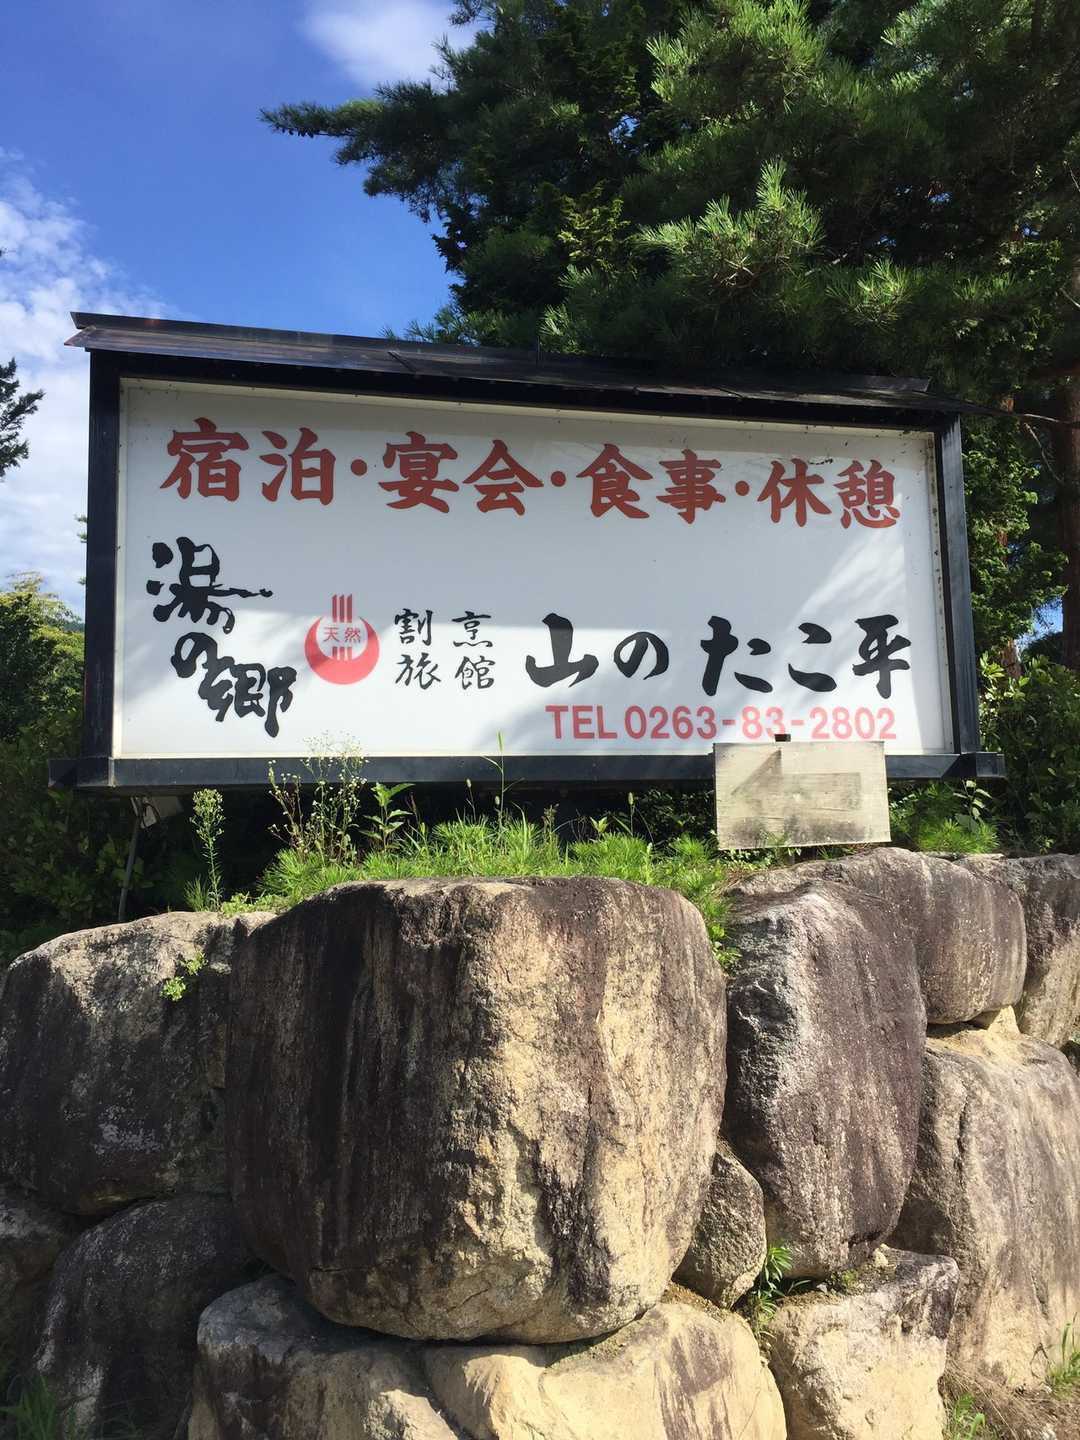 宿泊・宴会・食事・休憩
湯の郷
天然
割烹
旅館
山のたこ平
TEL 0263-83-2802